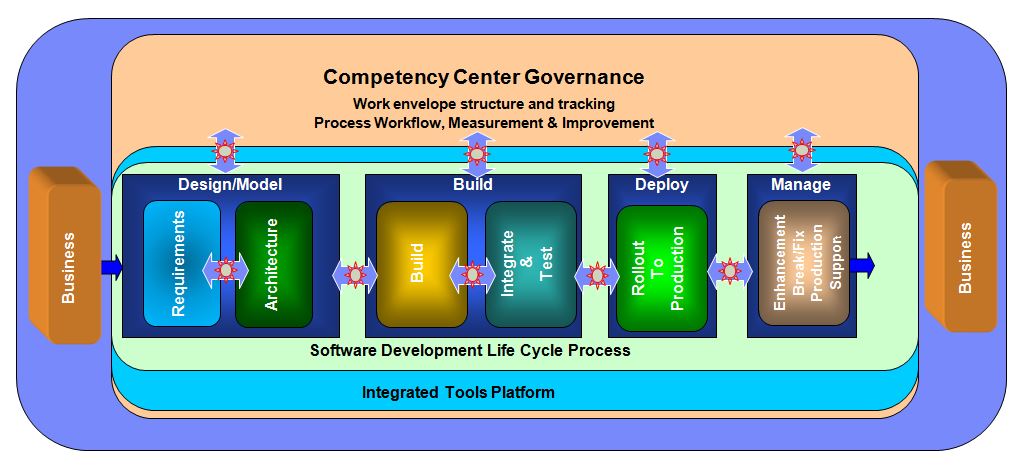 Competency Center Governance
Work envelope structure and tracking
Process Workflow, Measurement & Improvement
Business
Design/Model
Requirements
Architecture
Build
Build
Integrate
&
Test
Deploy
Rollout
To
Production
Manage
Enhancement
Break/Fix
Production
Support
Business
Software Development Life Cycle Process
Integrated Tools Platform